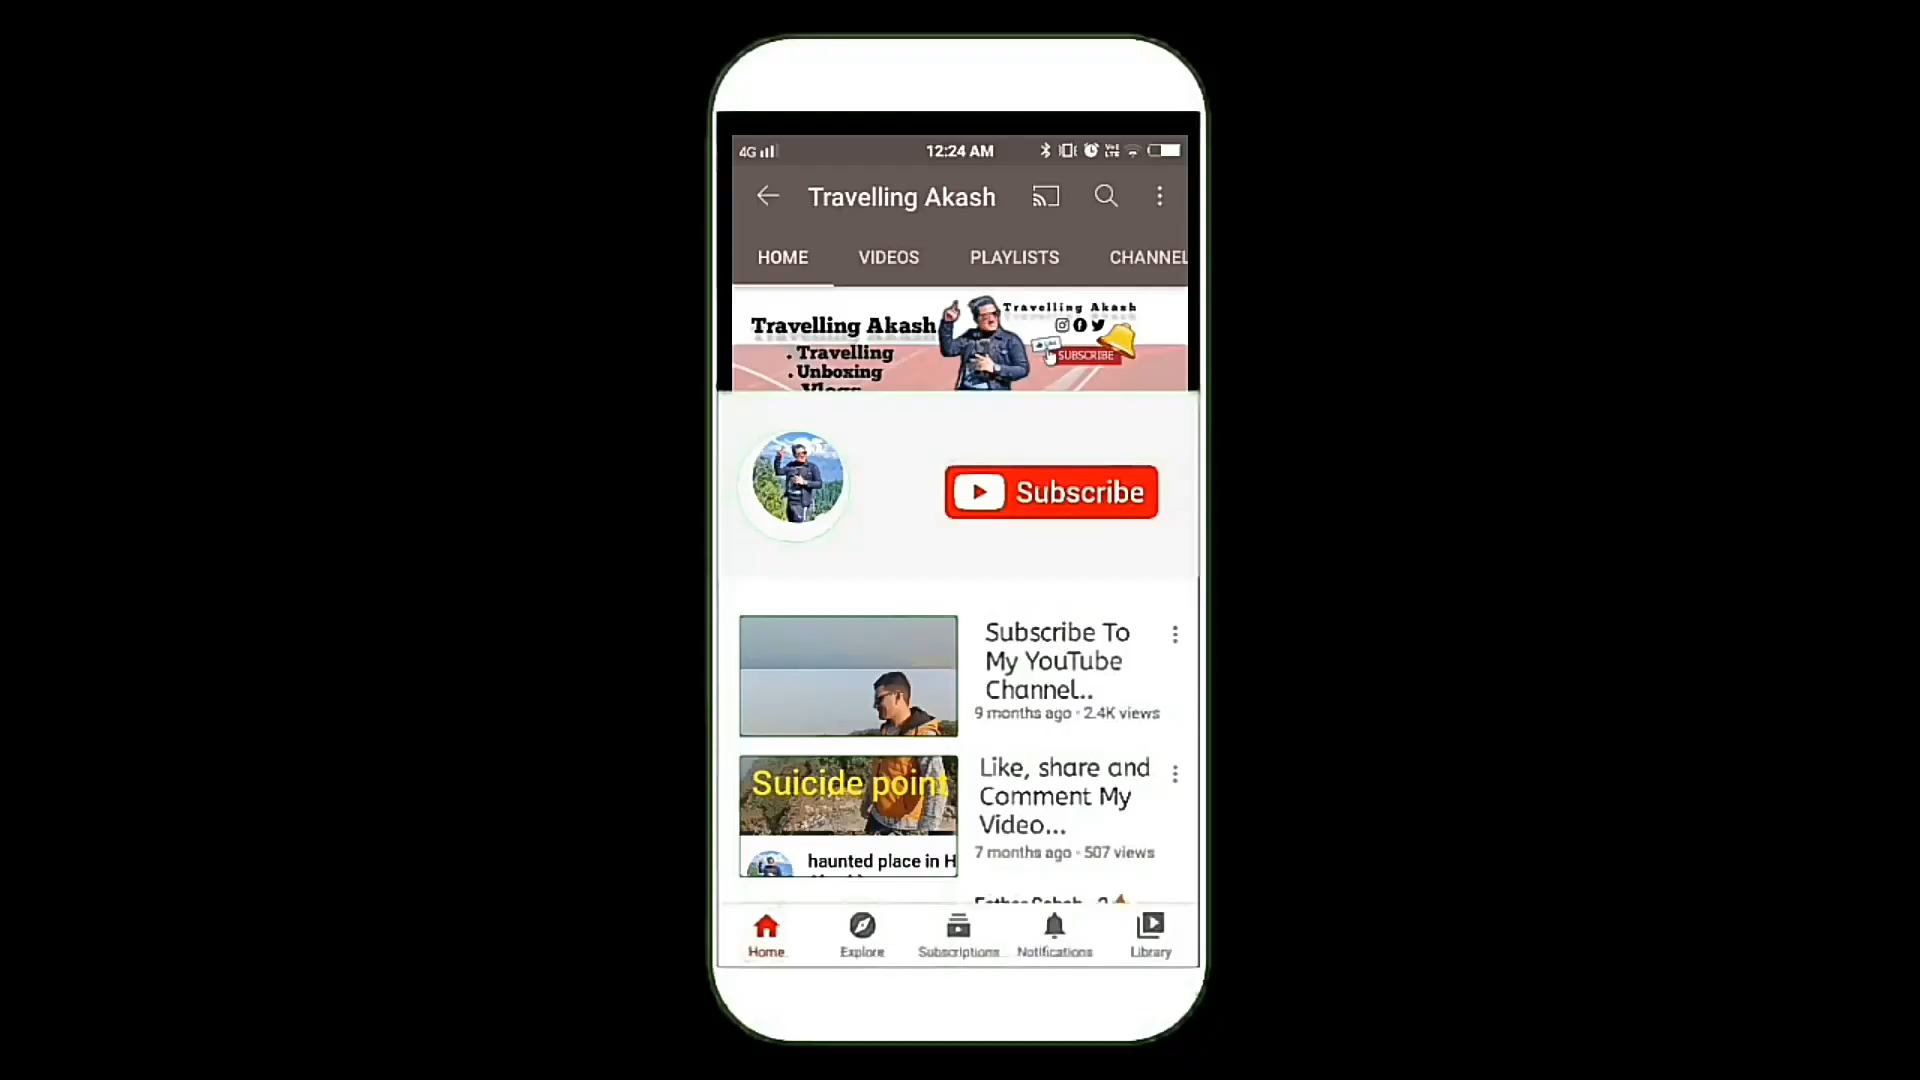 4G 12:24 AM
Travelling Akash
HOME VIDEOS PLAYLISTS CHANNEL
Travelling Akash
. Travelling
. Unboxing
Vlogs
Travelling Akash
SUBSCRIBE
Subscribe
Subscribe To
My YouTube
Channel..
9 months ago · 2.4K views
Suicide point
haunted place in H
Like, share and
Comment My
Video...
7 months ago · 507 views
Home Explore Subscriptions Notifications Library